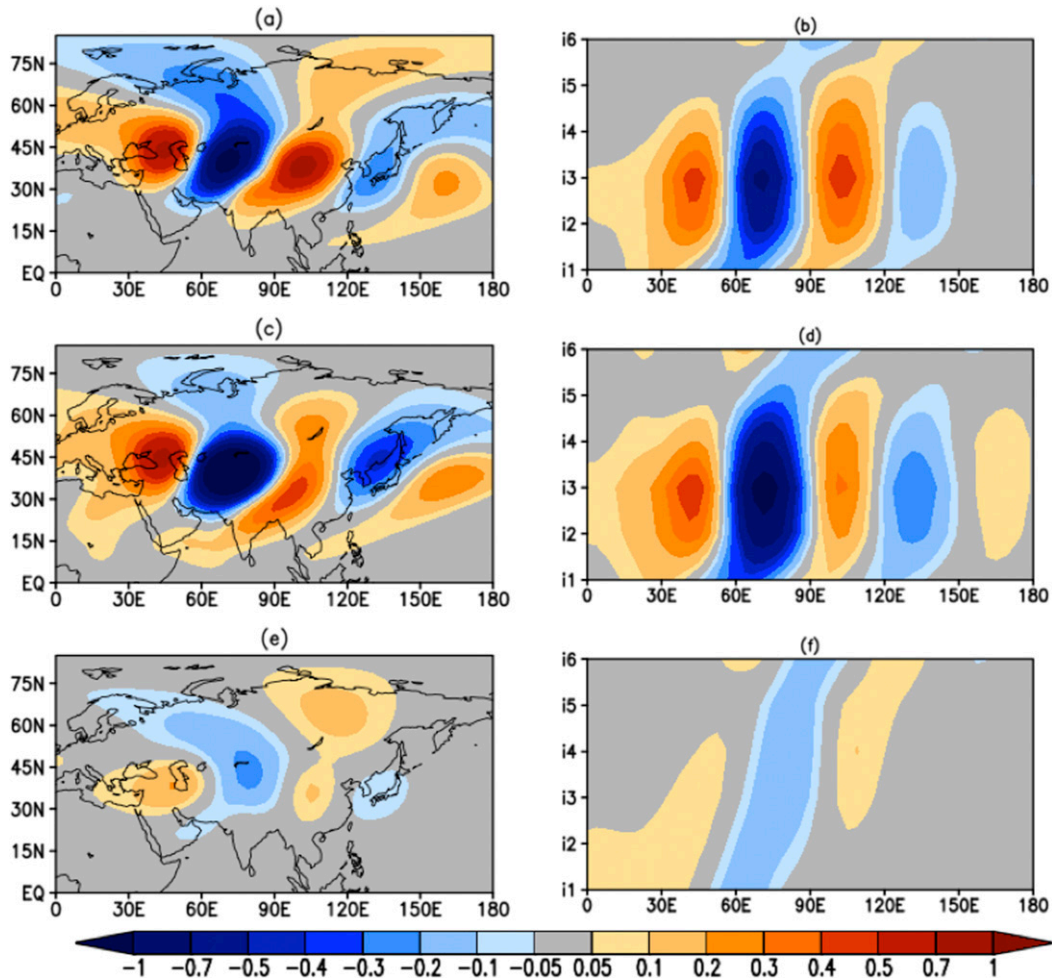 (a)
75N
60N
45N
30N
15N
EQ
0 30E 60E 90E 120E 150E 180
(b)
i6
i5
i4
i3
i2
i1
0 30E 60E 90E 120E 150E 180
(c)
75N
60N
45N
30N
15N
EQ
0 30E 60E 90E 120E 150E 180
(d)
i6
i5
i4
i3
i2
i1
0 30E 60E 90E 120E 150E 180
(e)
75N
60N
45N
30N
15N
EQ
0 30E 60E 90E 120E 150E 180
(f)
i6
i5
i4
i3
i2
i1
0 30E 60E 90E 120E 150E 180
−1 −0.7 −0.5 −0.4 −0.3 −0.2 −0.1 −0.05 0.05 0.1 0.2 0.3 0.4 0.5 0.7 1